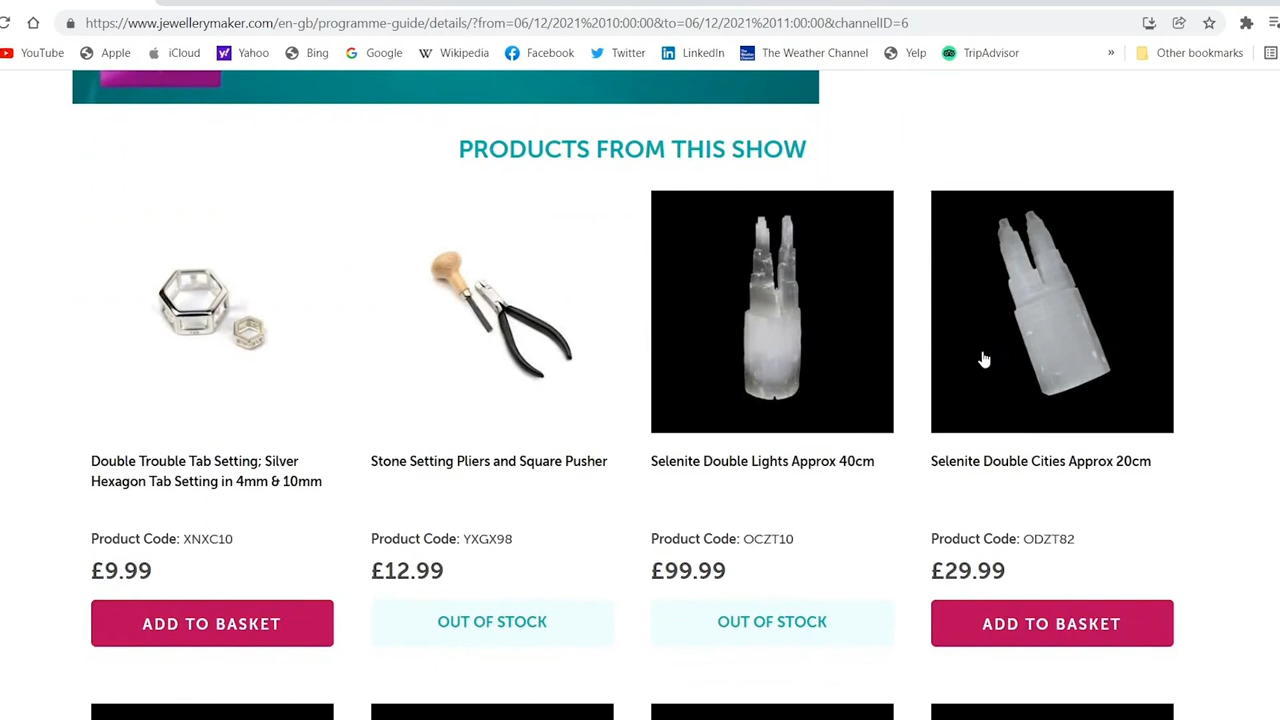 https://www.jewellerymaker.com/en-gb/programme-guide/details/?from=06/12/2021%2010:00:00&to=06/12/2021%2011:00:00&channelID=6
YouTube Apple iCloud Yahoo Bing Google Wikipedia Facebook Twitter LinkedIn The Weather Channel Yelp TripAdvisor » Other bookmarks
PRODUCTS FROM THIS SHOW
Double Trouble Tab Setting; Silver
Hexagon Tab Setting in 4mm & 10mm
Product Code: XNXC10
£9.99
ADD TO BASKET
Stone Setting Pliers and Square Pusher
Product Code: YXGX98
£12.99
OUT OF STOCK
Selenite Double Lights Approx 40cm
Product Code: OCZT10
£99.99
OUT OF STOCK
Selenite Double Cities Approx 20cm
Product Code: ODZT82
£29.99
ADD TO BASKET